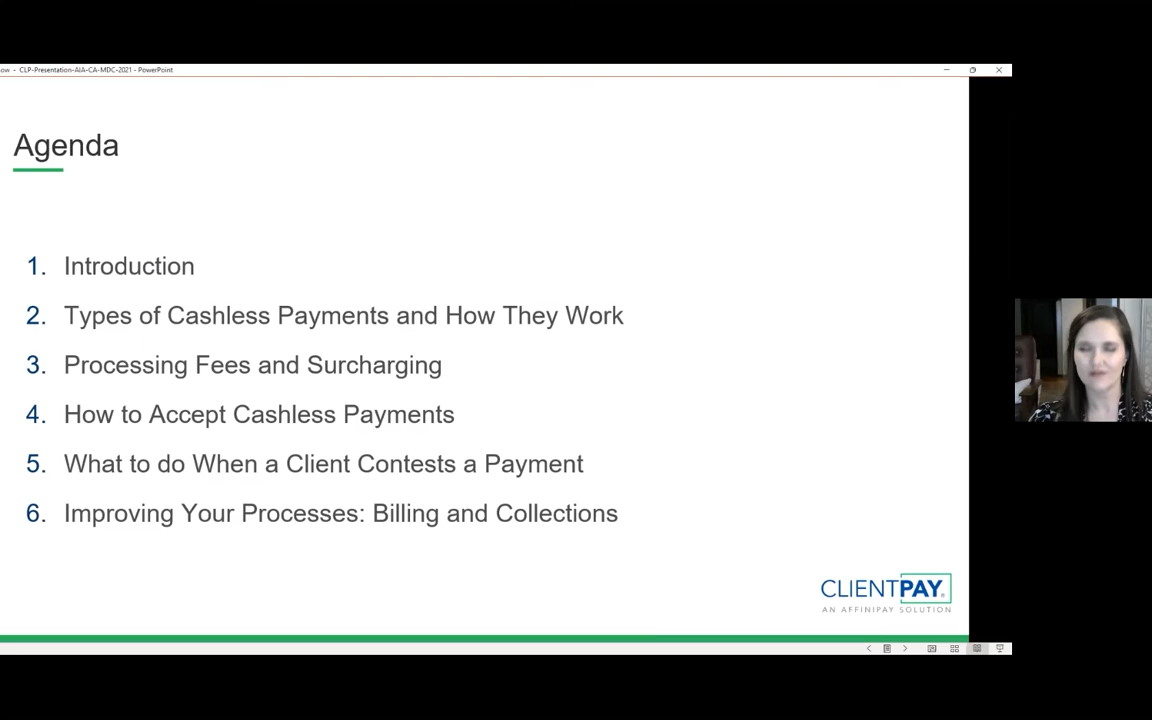 ow - CLP-Presentation-AIA-CA-MDC-2021 - PowerPoint
Agenda
1. Introduction
2. Types of Cashless Payments and How They Work
3. Processing Fees and Surcharging
4. How to Accept Cashless Payments
5. What to do When a Client Contests a Payment
6. Improving Your Processes: Billing and Collections
CLIENTPAY®
AN AFFINIPAY SOLUTION